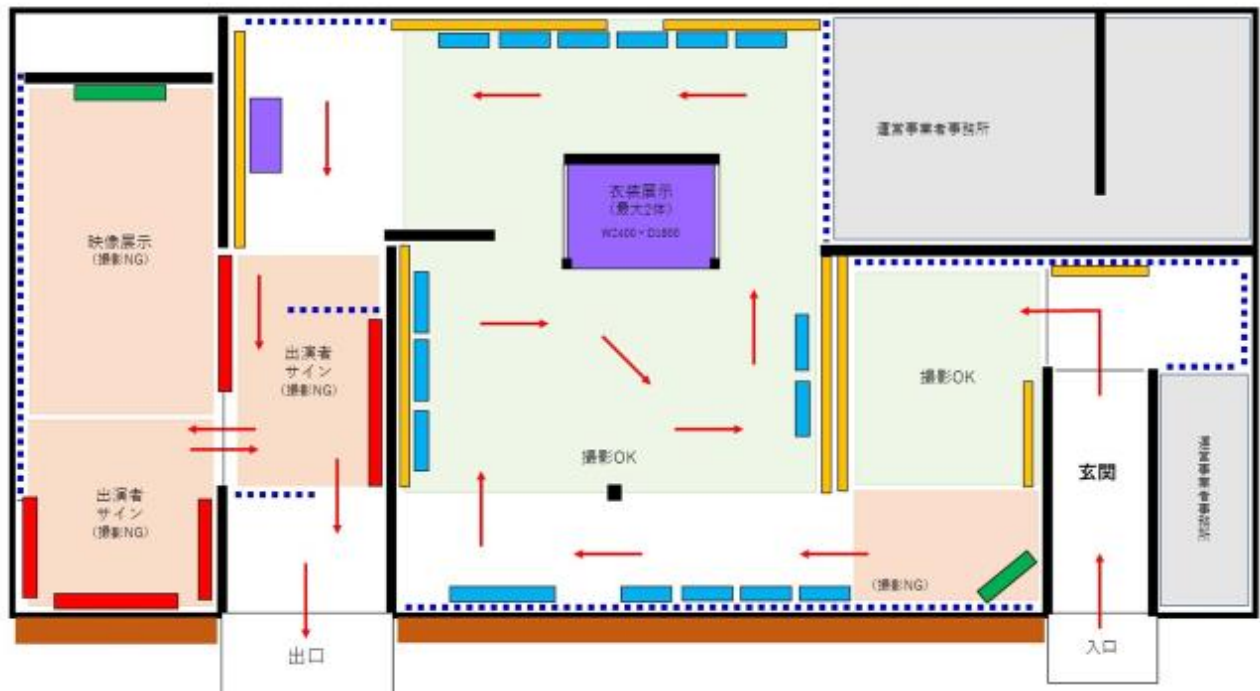 運営事業者事務所
衣装展示
(最大2体)
映像展示
(撮影NG)
出演者
サイン
(撮影NG)
撮影OK
撮影OK
玄関
運営事業者事務所
出演者
サイン
(撮影NG)
(撮影NG)
出口
入口